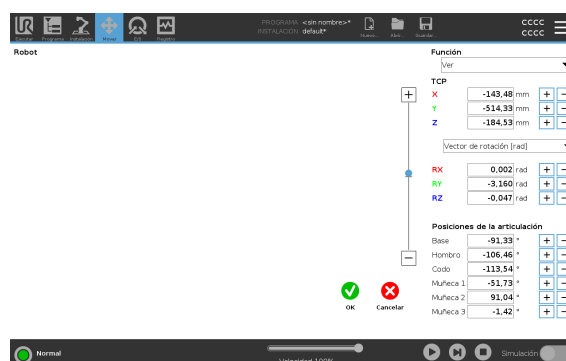 PROGRAMA <sin nombre>*
INSTALACIÓN default*
CCCC
CCCC
Ejecutar Programa Instalación Mover E/S Registro
Nuevo... Abrir... Guardar...
Robot
Función
Ver
TCP
X -143,48 mm + −
Y -514,33 mm + −
Z -184,53 mm + −
Vector de rotación [rad]
RX 0,002 rad + −
RY -3,160 rad + −
RZ -0,047 rad + −
Posiciones de la articulación
Base -91,33 ° + −
Hombro -106,46 ° + −
Codo -113,54 ° + −
Muñeca 1 -51,73 ° + −
Muñeca 2 91,04 ° + −
Muñeca 3 -1,42 ° + −
OK Cancelar
Normal
Velocidad 100%
Simulación